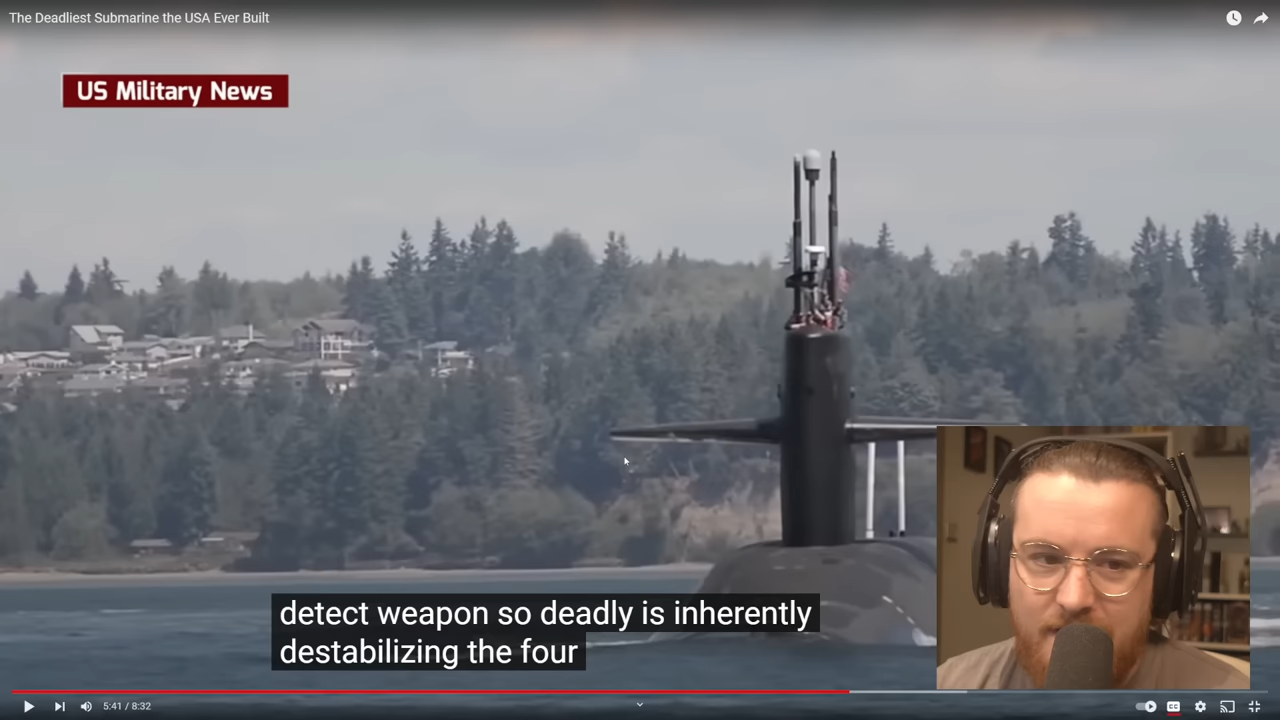 The Deadliest Submarine the USA Ever Built
US Military News
detect weapon so deadly is inherently
destabilizing the four
5:41 / 8:32
CC